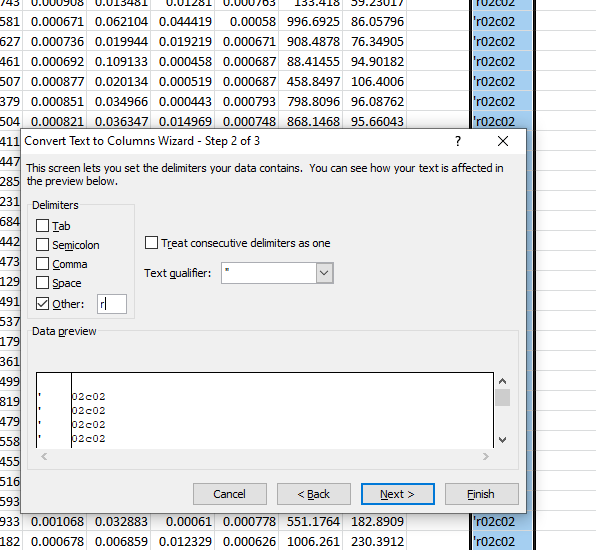 743 0.000908 0.013481 0.01281 0.000763 133.418 59.23017 'r02c02
581 0.000671 0.062104 0.044419 0.00058 996.6925 86.05796 'r02c02
627 0.000736 0.019944 0.019219 0.000671 908.4878 76.34905 'r02c02
461 0.000692 0.109133 0.000458 0.000687 88.41455 94.90182 'r02c02
507 0.000877 0.020134 0.000519 0.000687 458.8497 106.4006 'r02c02
379 0.000851 0.034966 0.000443 0.000793 798.8096 96.08762 'r02c02
504 0.000821 0.036347 0.014969 0.000748 868.1468 95.66043 'r02c02
411
Convert Text to Columns Wizard - Step 2 of 3
?
447
This screen lets you set the delimiters your data contains. You can see how your text is affected in
285
the preview below.
231
Delimiters
684
Tab
442
Semicolon
Treat consecutive delimiters as one
473
Comma
129
Space
Text qualifier: "
491
Other: r
537
Data preview
179
361
499
819
' 02c02
479
' 02c02
' 02c02
558
' 02c02
455
516
Cancel < Back Next > Finish
593
933 0.001068 0.032883 0.00061 0.000778 551.1764 182.8909 'r02c02
182 0.000678 0.006859 0.012329 0.000626 1006.261 230.3912 'r02c02